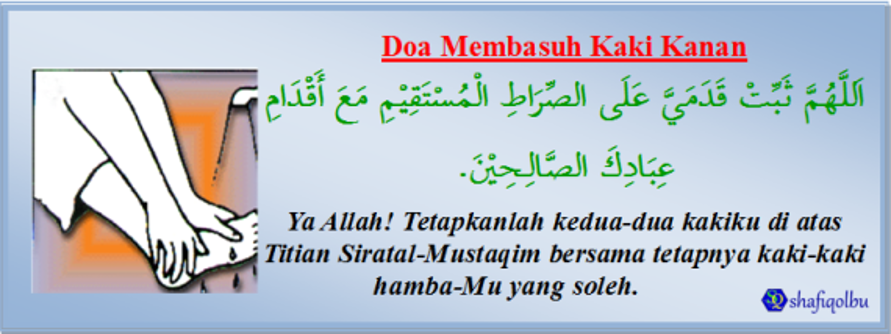 Doa Membasuh Kaki Kanan
اَللَّهُمَّ ثَبِّتْ قَدَمَيَّ عَلَى الصِّرَاطِ الْمُسْتَقِيْمِ مَعَ أَقْدَامِ
عِبَادِكَ الصَّالِحِيْنَ.
Ya Allah! Tetapkanlah kedua-dua kakiku di atas
Titian Siratal-Mustaqim bersama tetapnya kaki-kaki
hamba-Mu yang soleh.
shafiqolbu